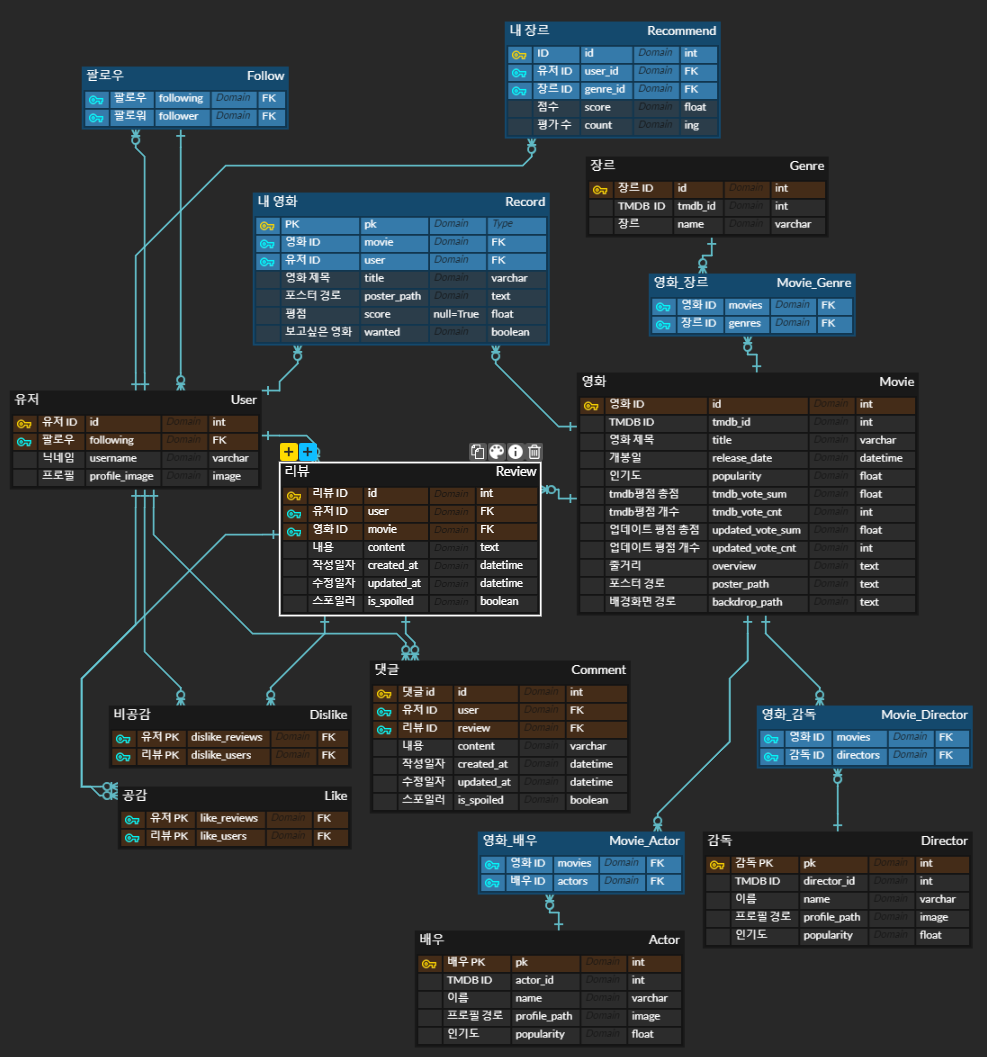 내 장르 Recommend
ID id Domain int
유저 ID user_id Domain FK
장르 ID genre_id Domain FK
점수 score Domain float
평가 수 count Domain ing
팔로우 Follow
팔로우 following Domain FK
팔로워 follower Domain FK
장르 Genre
장르 ID id Domain int
TMDB ID tmdb_id Domain int
장르 name Domain varchar
내 영화 Record
PK pk Domain Type
영화 ID movie Domain FK
유저 ID user Domain FK
영화 제목 title Domain varchar
포스터 경로 poster_path Domain text
평점 score null=True float
보고싶은 영화 wanted Domain boolean
영화_장르 Movie_Genre
영화 ID movies Domain FK
장르 ID genres Domain FK
유저 User
유저 ID id Domain int
팔로우 following Domain FK
닉네임 username Domain varchar
프로필 profile_image Domain image
영화 Movie
영화 ID id Domain int
TMDB ID tmdb_id Domain int
영화 제목 title Domain varchar
개봉일 release_date Domain datetime
인기도 popularity Domain float
tmdb평점 총점 tmdb_vote_sum Domain float
tmdb평점 개수 tmdb_vote_cnt Domain int
업데이트 평점 총점 updated_vote_sum Domain float
업데이트 평점 개수 updated_vote_cnt Domain int
줄거리 overview Domain text
포스터 경로 poster_path Domain text
배경화면 경로 backdrop_path Domain text
리뷰 Review
리뷰 ID id Domain int
유저 ID user Domain FK
영화 ID movie Domain FK
내용 content Domain text
작성일자 created_at Domain datetime
수정일자 updated_at Domain datetime
스포일러 is_spoiled Domain boolean
댓글 Comment
댓글 id id Domain int
유저 ID user Domain FK
리뷰 ID review Domain FK
내용 content Domain varchar
작성일자 created_at Domain datetime
수정일자 updated_at Domain datetime
스포일러 is_spoiled Domain boolean
비공감 Dislike
유저 PK dislike_reviews Domain FK
리뷰 PK dislike_users Domain FK
공감 Like
유저 PK like_reviews Domain FK
리뷰 PK like_users Domain FK
영화_감독 Movie_Director
영화 ID movies Domain FK
감독 ID directors Domain FK
영화_배우 Movie_Actor
영화 ID movies Domain FK
배우 ID actors Domain FK
감독 Director
감독 PK pk Domain int
TMDB ID director_id Domain int
이름 name Domain varchar
프로필 경로 profile_path Domain image
인기도 popularity Domain float
배우 Actor
배우 PK pk Domain int
TMDB ID actor_id Domain int
이름 name Domain varchar
프로필 경로 profile_path Domain image
인기도 popularity Domain float